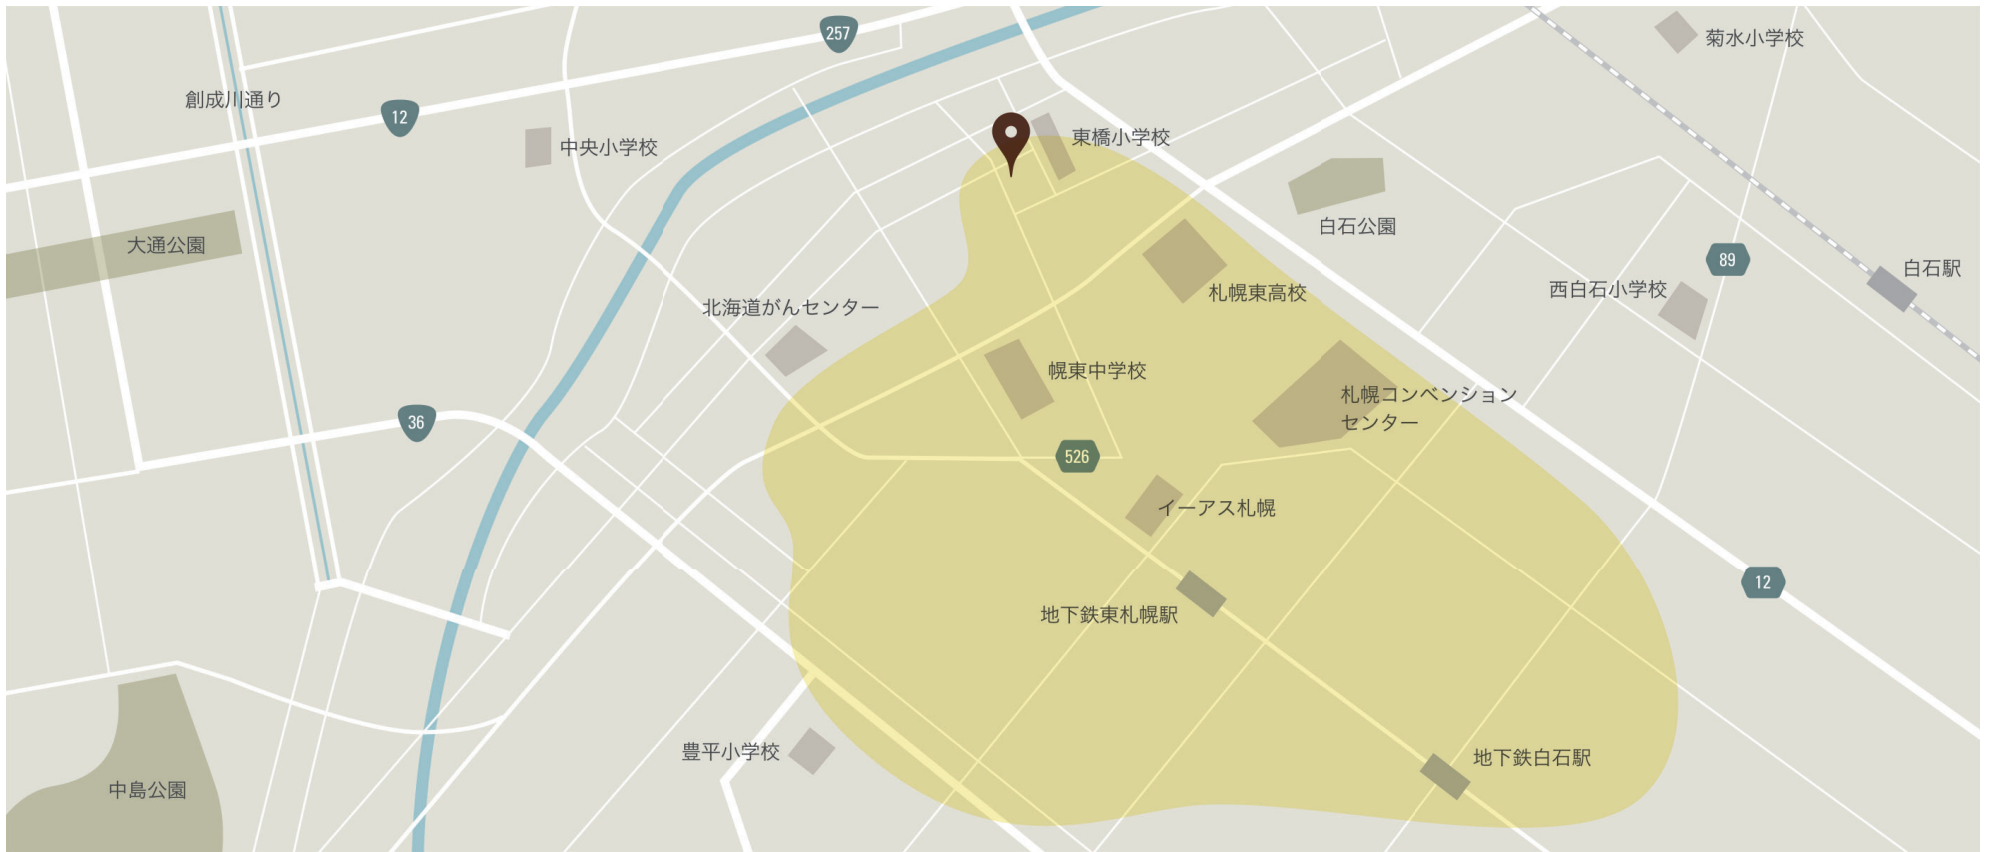 257
菊水小学校
創成川通り
12
中央小学校
東橋小学校
白石公園
大通公園
89
白石駅
西白石小学校
札幌東高校
北海道がんセンター
幌東中学校
札幌コンベンション
センター
36
526
イーアス札幌
12
地下鉄東札幌駅
豊平小学校
地下鉄白石駅
中島公園